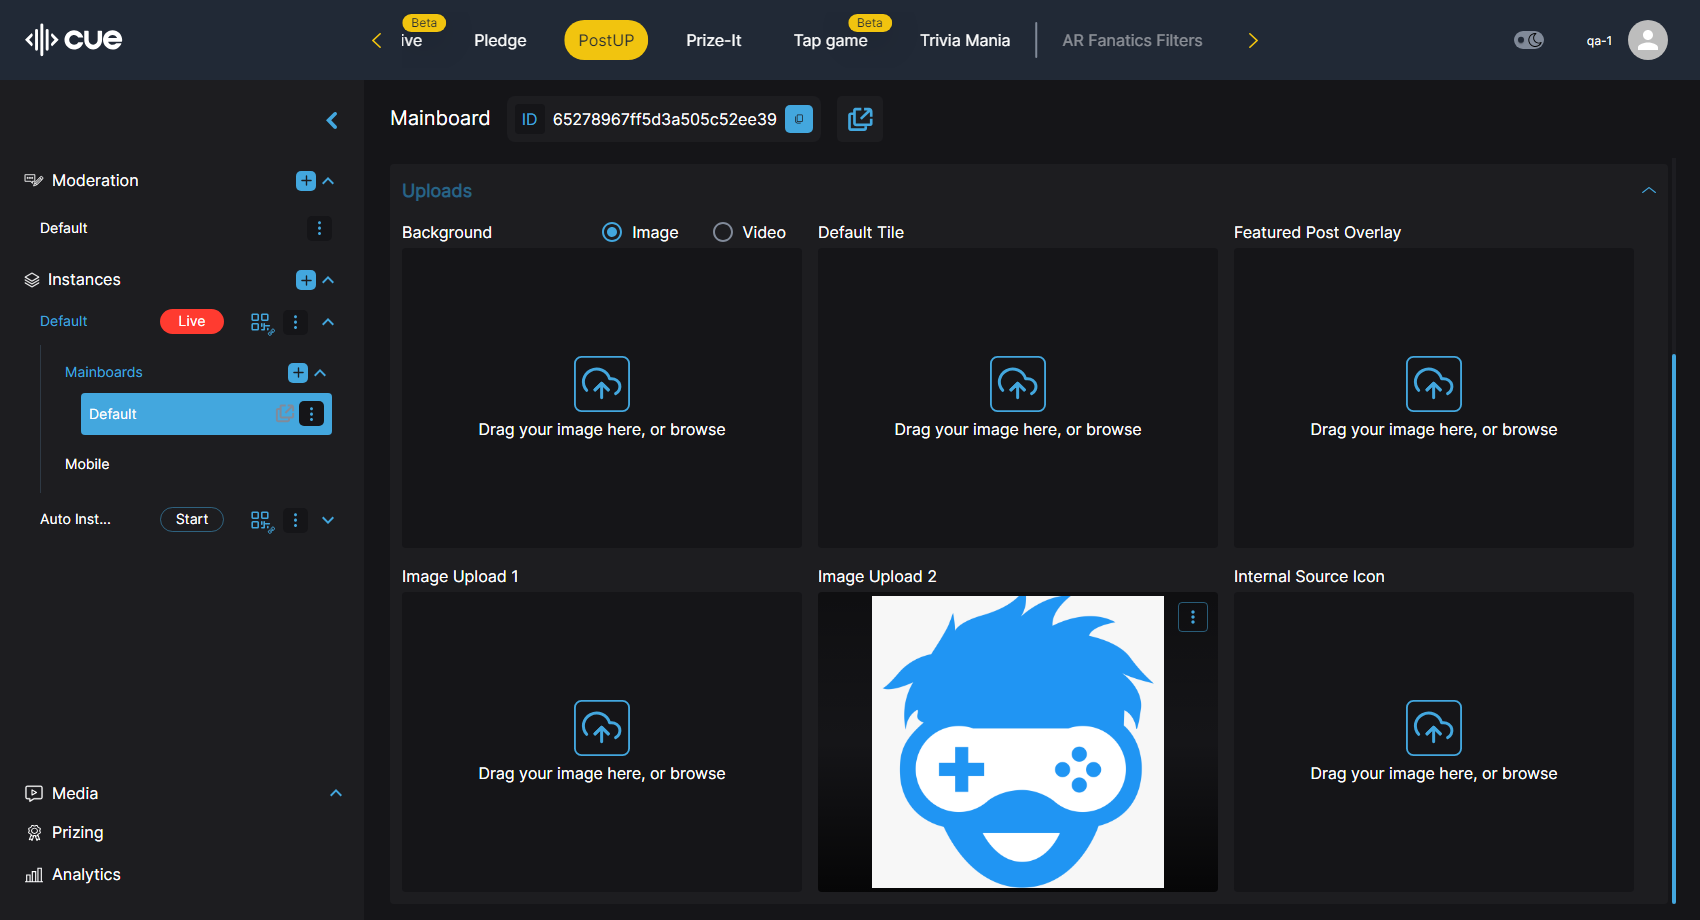 cue
Beta
ive
Pledge
PostUP
Prize-It
Beta
Tap game
Trivia Mania
AR Fanatics Filters
qa-1
Mainboard
ID 65278967ff5d3a505c52ee39
Moderation
Default
Instances
Default
Live
Mainboards
Default
Mobile
Auto Inst...
Start
Media
Prizing
Analytics
Uploads
Background
Image
Video
Default Tile
Featured Post Overlay
Drag your image here, or browse
Drag your image here, or browse
Drag your image here, or browse
Image Upload 1
Image Upload 2
Internal Source Icon
Drag your image here, or browse
Drag your image here, or browse